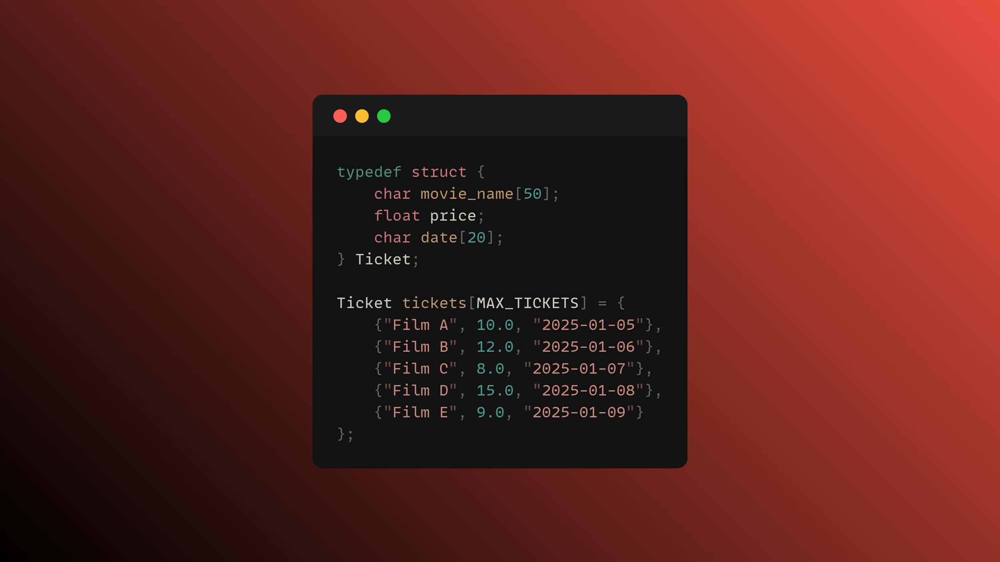 typedef struct {
    char movie_name[50];
    float price;
    char date[20];
} Ticket;

Ticket tickets[MAX_TICKETS] = {
    {"Film A", 10.0, "2025-01-05"},
    {"Film B", 12.0, "2025-01-06"},
    {"Film C", 8.0, "2025-01-07"},
    {"Film D", 15.0, "2025-01-08"},
    {"Film E", 9.0, "2025-01-09"}
};